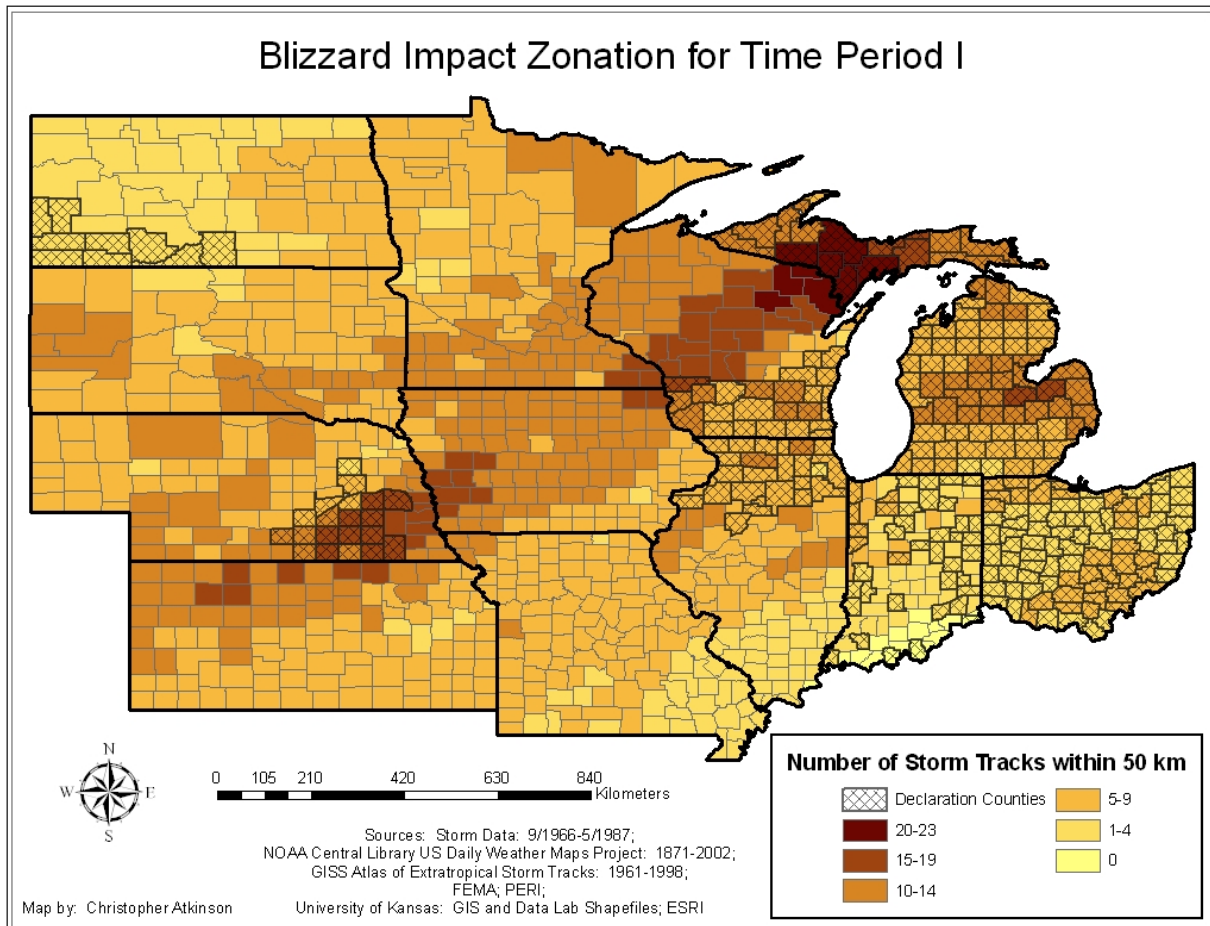 Blizzard Impact Zonation for Time Period I
N
W E
S
0 105 210 420 630 840
Kilometers
Sources: Storm Data: 9/1966-5/1987;
NOAA Central Library US Daily Weather Maps Project: 1871-2002;
GISS Atlas of Extratropical Storm Tracks: 1961-1998;
FEMA; PERI;
Map by: Christopher Atkinson
University of Kansas: GIS and Data Lab Shapefiles; ESRI
Number of Storm Tracks within 50 km
Declaration Counties
20-23
15-19
10-14
5-9
1-4
0